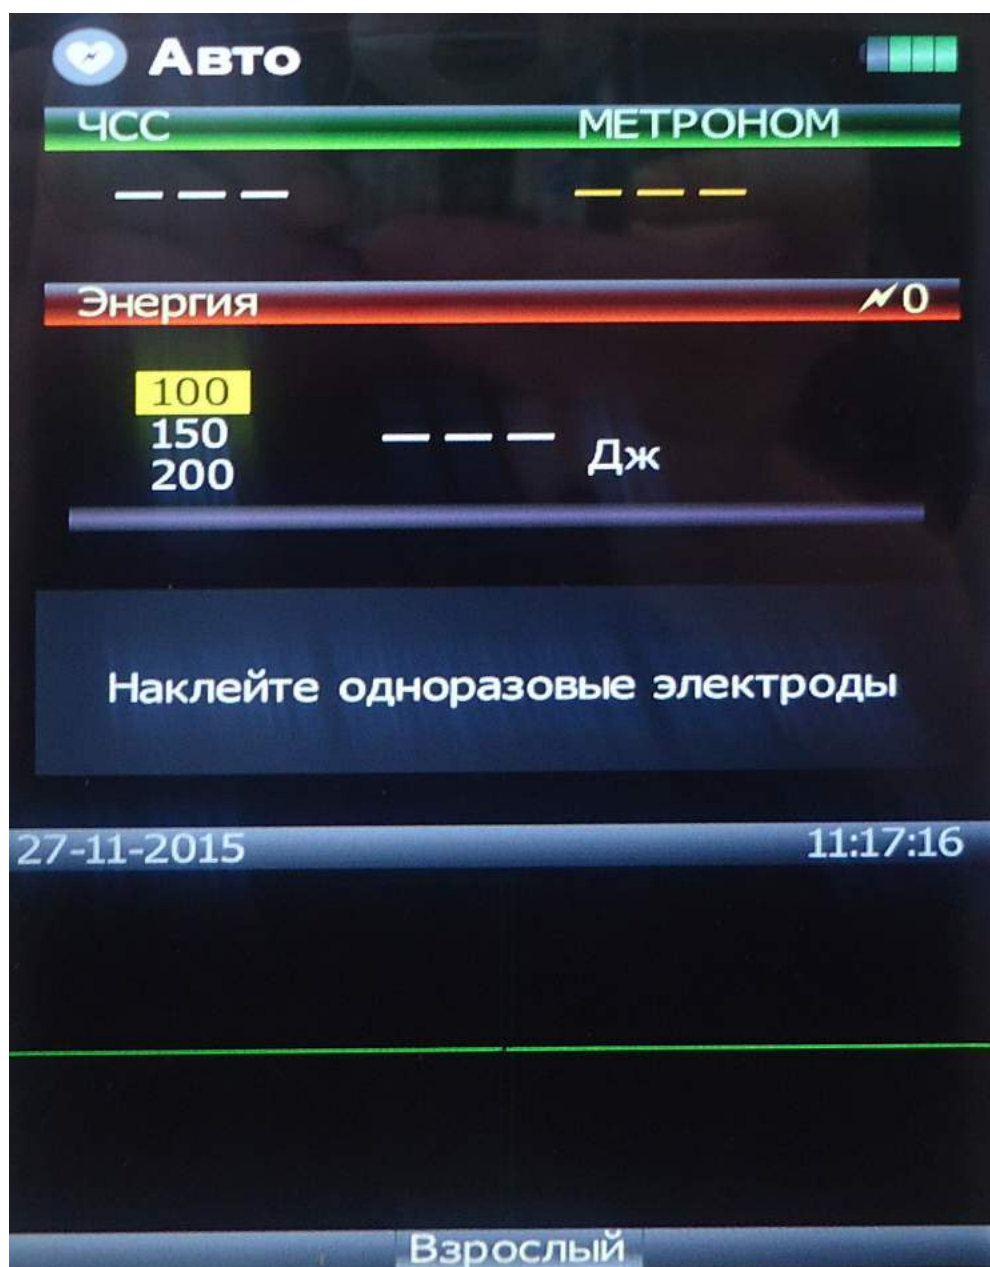 Авто
ЧСС МЕТРОНОМ
--- ---
Энергия 0
100
150
200
--- Дж
Наклейте одноразовые электроды
27-11-2015 11:17:16
Взрослый